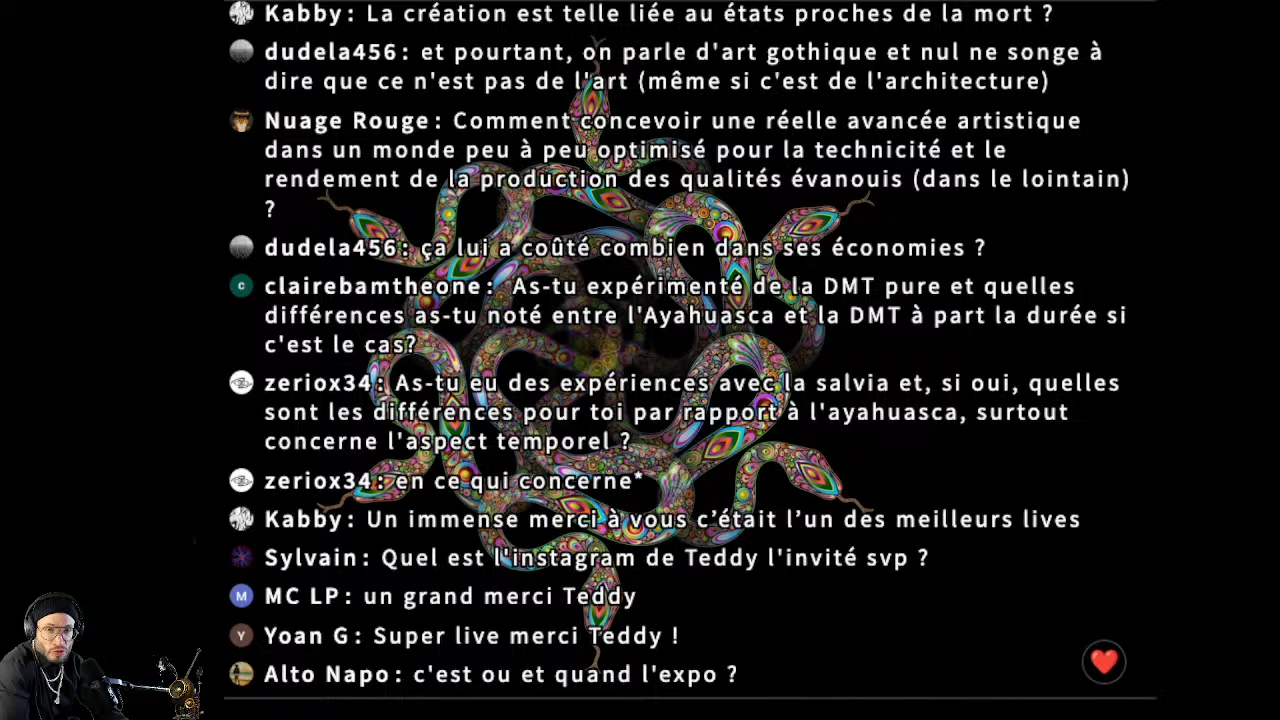 Kabby: La création est telle liée au états proches de la mort ?
dudela456: et pourtant, on parle d'art gothique et nul ne songe à
dire que ce n'est pas de l'art (même si c'est de l'architecture)
Nuage Rouge: Comment concevoir une réelle avancée artistique
dans un monde peu à peu optimisé pour la technicité et le
rendement de la production des qualités évanouis (dans le lointain)
?
dudela456: ça lui a coûté combien dans ses économies ?
C clairebamtheone: As-tu expérimenté de la DMT pure et quelles
différences as-tu noté entre l'Ayahuasca et la DMT à part la durée si
c'est le cas?
zeriox34: As-tu eu des expériences avec la salvia et, si oui, quelles
sont les différences pour toi par rapport à l'ayahuasca, surtout
concerne l'aspect temporel ?
zeriox34: en ce qui concerne*
Kabby: Un immense merci à vous c’était l’un des meilleurs lives
Sylvain: Quel est l'instagram de Teddy l'invité svp ?
M MC LP: un grand merci Teddy
Y Yoan G: Super live merci Teddy !
Alto Napo: c'est ou et quand l'expo ?